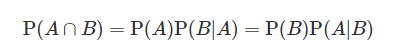 P(A ∩ B) = P(A)P(B|A) = P(B)P(A|B)